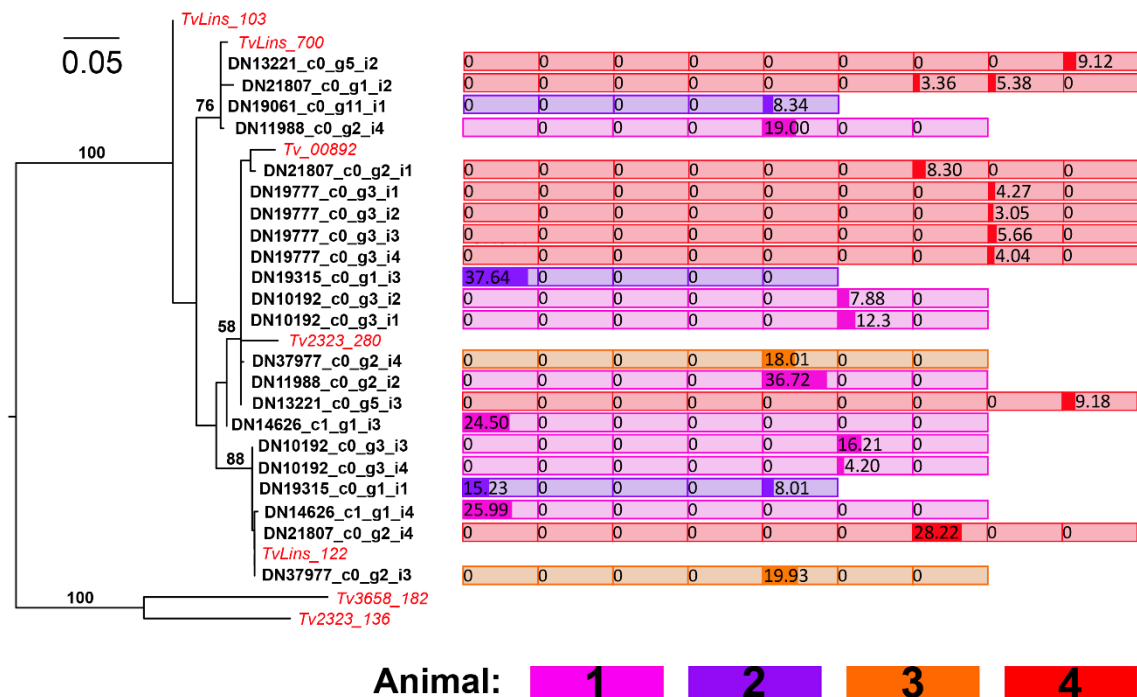 TvLins_103
0.05
TvLins_700
DN13221_c0_g5_i2 0 0 0 0 0 0 0 0 9.12
DN21807_c0_g1_i2 0 0 0 0 0 0 3.36 5.38 0
76 DN19061_c0_g11_i1 0 0 0 0 8.34
DN11988_c0_g2_i4 0 0 0 19.00 0 0
100 Tv_00892
DN21807_c0_g2_i1 0 0 0 0 0 0 8.30 0 0
DN19777_c0_g3_i1 0 0 0 0 0 0 0 4.27 0
DN19777_c0_g3_i2 0 0 0 0 0 0 0 3.05 0
DN19777_c0_g3_i3 0 0 0 0 0 0 0 5.66 0
DN19777_c0_g3_i4 0 0 0 0 0 0 0 4.04 0
DN19315_c0_g1_i3 37.64 0 0 0 0
DN10192_c0_g3_i2 0 0 0 0 0 7.88 0
DN10192_c0_g3_i1 0 0 0 0 0 12.3 0
58 Tv2323_280
DN37977_c0_g2_i4 0 0 0 0 18.01 0 0
DN11988_c0_g2_i2 0 0 0 0 36.72 0 0
DN13221_c0_g5_i3 0 0 0 0 0 0 0 0 9.18
DN14626_c1_g1_i3 24.50 0 0 0 0 0 0
DN10192_c0_g3_i3 0 0 0 0 0 16.21 0
88 DN10192_c0_g3_i4 0 0 0 0 0 4.20 0
DN19315_c0_g1_i1 15.23 0 0 0 8.01
DN14626_c1_g1_i4 25.99 0 0 0 0 0 0
DN21807_c0_g2_i4 0 0 0 0 0 0 28.22 0 0
TvLins_122
DN37977_c0_g2_i3 0 0 0 0 19.93 0 0
100 Tv3658_182
Tv2323_136
Animal: 1 2 3 4